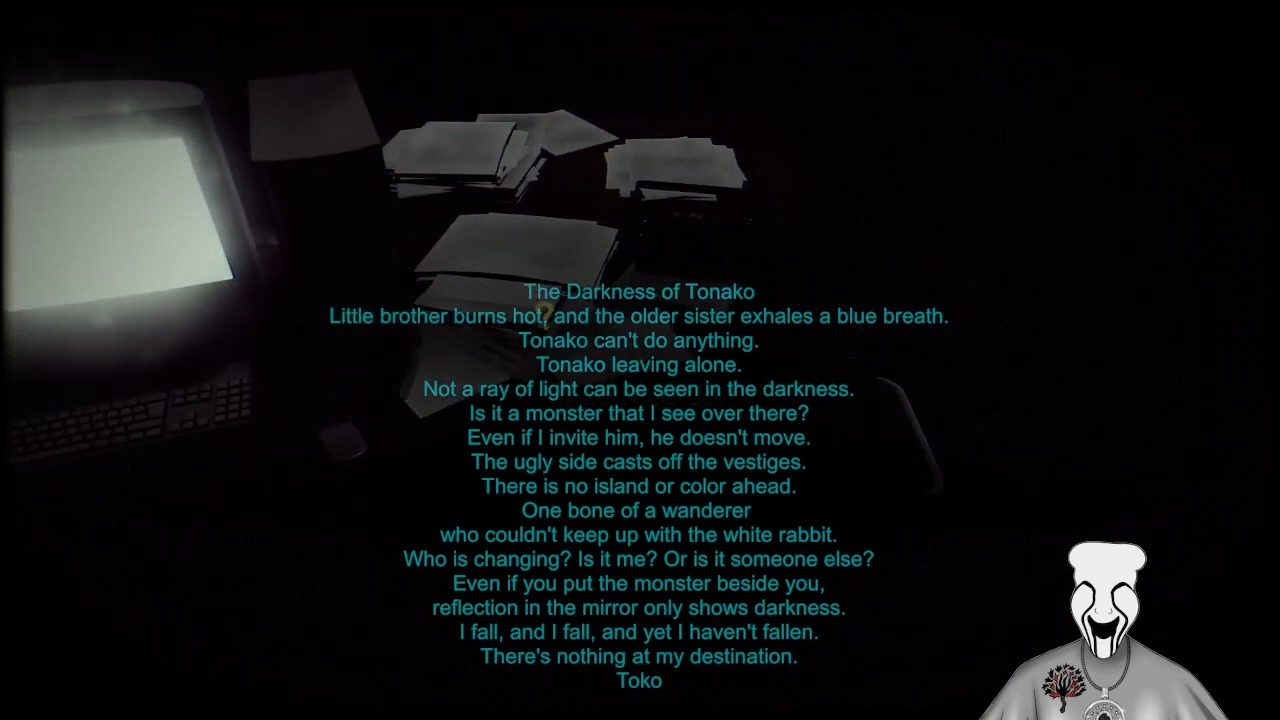 The Darkness of Tonako
Little brother burns hot, and the older sister exhales a blue breath.
Tonako can't do anything.
Tonako leaving alone.
Not a ray of light can be seen in the darkness.
Is it a monster that I see over there?
Even if I invite him, he doesn't move.
The ugly side casts off the vestiges.
There is no island or color ahead.
One bone of a wanderer
who couldn't keep up with the white rabbit.
Who is changing? Is it me? Or is it someone else?
Even if you put the monster beside you,
reflection in the mirror only shows darkness.
I fall, and I fall, and yet I haven't fallen.
There's nothing at my destination.
Toko